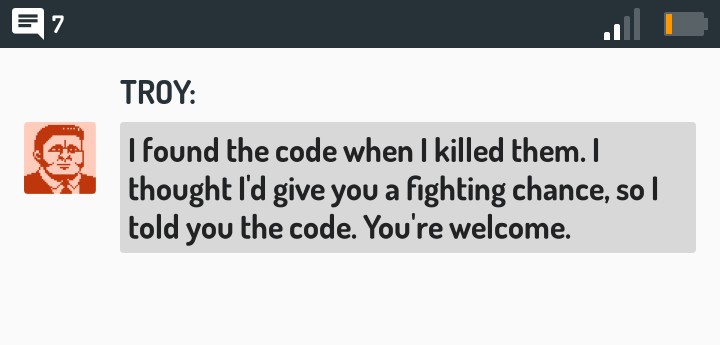 7
TROY:
I found the code when I killed them. I
thought I'd give you a fighting chance, so I
told you the code. You're welcome.